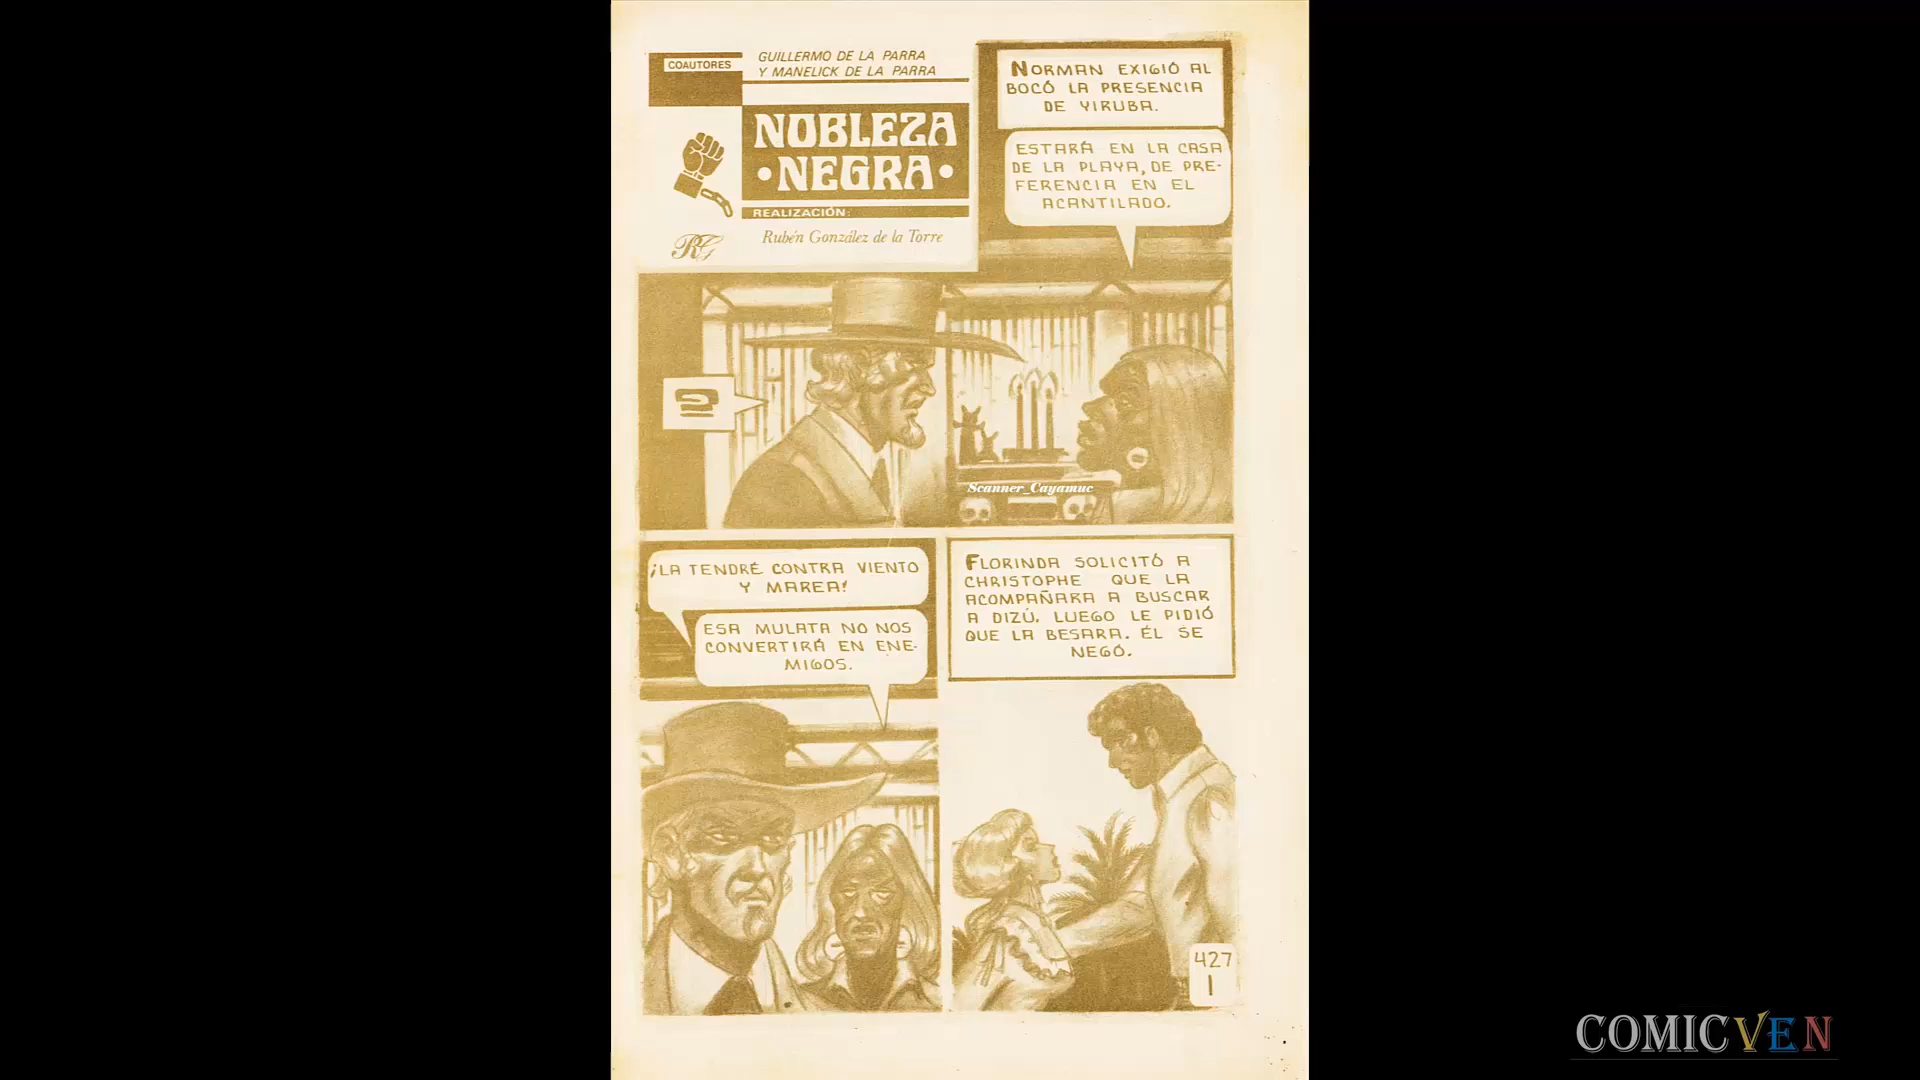 COAUTORES
GUILLERMO DE LA PARRA
Y MANELICK DE LA PARRA
NOBLEZA
•NEGRA•
REALIZACIÓN:
Rubén González de la Torre
RG
NORMAN EXIGIÓ AL
BOCÓ LA PRESENCIA
DE YIRUBA.
ESTARÁ EN LA CASA
DE LA PLAYA, DE PRE-
FERENCIA EN EL
ACANTILADO.
Scanner_Cayamuc
¡LA TENDRÉ CONTRA VIENTO
Y MAREA!
ESA MULATA NO NOS
CONVERTIRÁ EN ENE-
MIGOS.
FLORINDA SOLICITÓ A
CHRISTOPHE QUE LA
ACOMPAÑARA A BUSCAR
A DIZÚ. LUEGO LE PIDIÓ
QUE LA BESARA. ÉL SE
NEGÓ.
427
1
COMICVEN